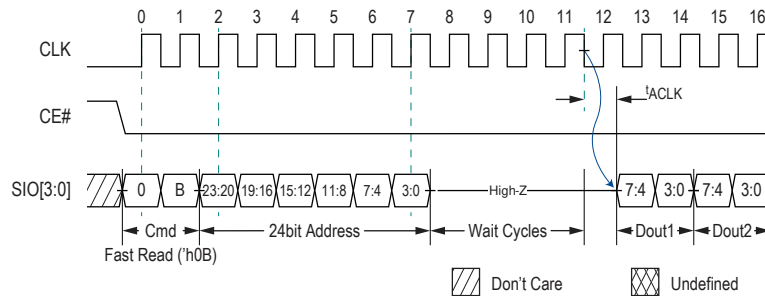 0 1 2 3 4 5 6 7 8 9 10 11 12 13 14 15 16
CLK
tACLK
CE#
SIO[3:0] 0 B 23:20 19:16 15:12 11:8 7:4 3:0 High-Z 7:4 3:0 7:4 3:0
Cmd 24bit Address Wait Cycles Dout1 Dout2
Fast Read ('h0B)
Don't Care Undefined